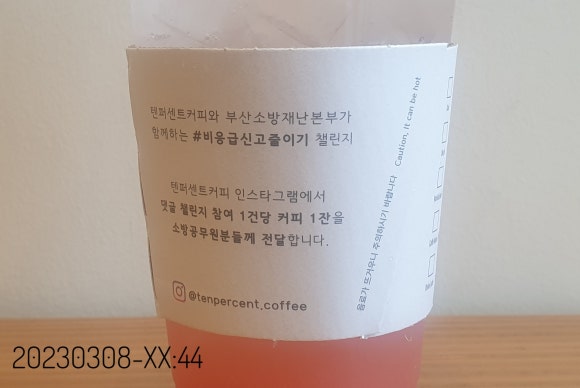 텐퍼센트커피와 부산소방재난본부가
함께하는 #비응급신고줄이기 챌린지
텐퍼센트커피 인스타그램에서
댓글 챌린지 참여 1건당 커피 1잔을
소방공무원분들께 전달합니다.
@tenpercent_coffee
음료가 뜨거우니 주의하시기 바랍니다 Caution, It can be hot
20230308-XX:44